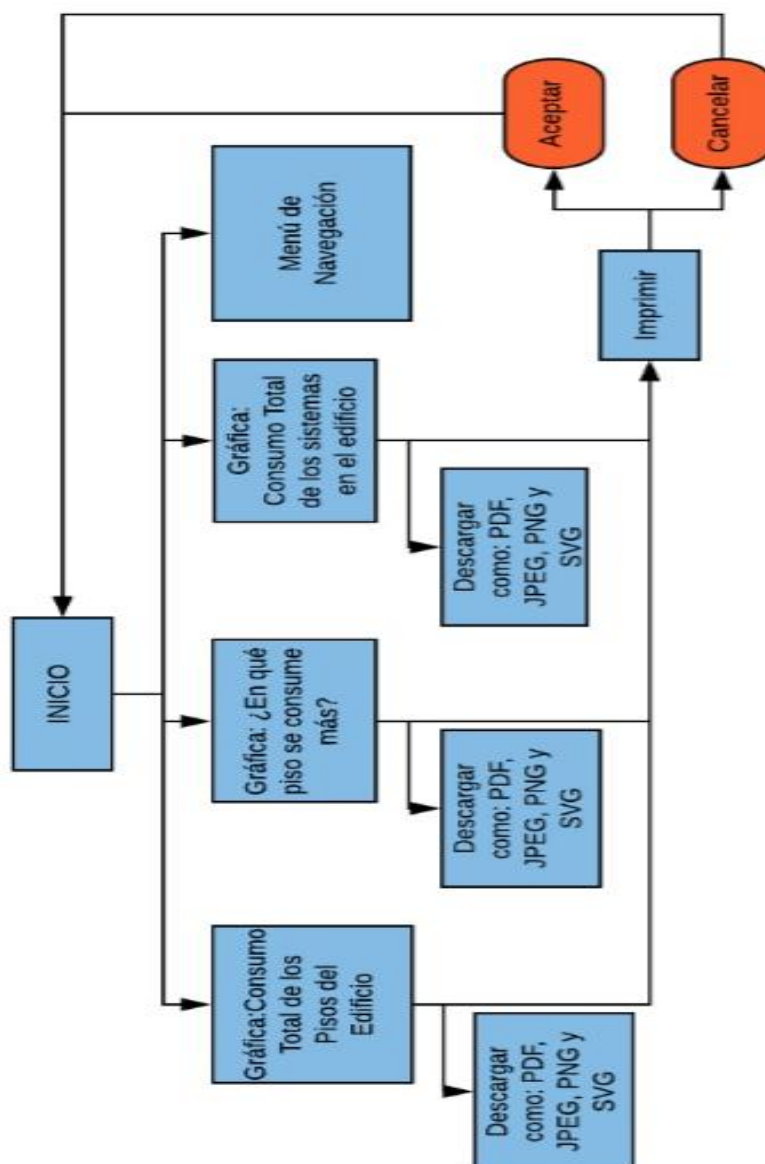 INICIO
Gráfica:Consumo
Total de los
Pisos del
Edificio
Gráfica: ¿En qué
piso se consume
más?
Gráfica:
Consumo Total
de los sistemas
en el edificio
Menú de
Navegación
Descargar
como: PDF,
JPEG, PNG y
SVG
Descargar
como: PDF,
JPEG, PNG y
SVG
Descargar
como: PDF,
JPEG, PNG y
SVG
Imprimir
Aceptar
Cancelar